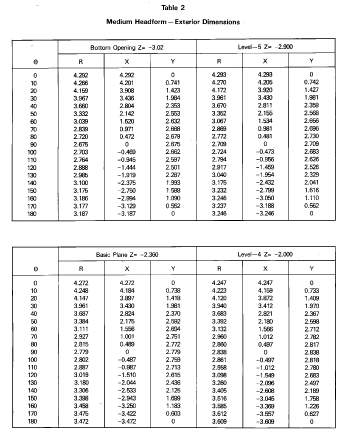 Table 2
Medium Headform — Exterior Dimensions
Bottom Opening Z= -3.02 Level-5 Z= -2.900
Θ R X Y R X Y
0 4.292 4.292 0 4.293 4.293 0
10 4.266 4.201 0.741 4.270 4.205 0.742
20 4.159 3.908 1.423 4.172 3.920 1.427
30 3.967 3.436 1.984 3.961 3.430 1.981
40 3.660 2.804 2.353 3.670 2.811 2.359
50 3.332 2.142 2.553 3.352 2.155 2.568
60 3.039 1.520 2.632 3.067 1.534 2.656
70 2.839 0.971 2.668 2.869 0.981 2.696
80 2.720 0.472 2.679 2.772 0.481 2.730
90 2.675 0 2.675 2.709 0 2.709
100 2.703 -0.469 2.662 2.724 -0.473 2.683
110 2.764 -0.945 2.597 2.794 -0.956 2.626
120 2.888 -1.444 2.501 2.917 -1.459 2.526
130 2.985 -1.919 2.287 3.040 -1.954 2.329
140 3.100 -2.375 1.993 3.175 -2.432 2.041
150 3.175 -2.750 1.588 3.232 -2.799 1.616
160 3.186 -2.994 1.090 3.246 -3.050 1.110
170 3.177 -3.129 0.552 3.237 -3.188 0.562
180 3.187 -3.187 0 3.246 -3.246 0
Basic Plane Z= -2.360 Level-4 Z= -2.000
Θ R X Y R X Y
0 4.272 4.272 0 4.247 4.247 0
10 4.248 4.184 0.738 4.223 4.159 0.733
20 4.147 3.897 1.418 4.120 3.872 1.409
30 3.961 3.430 1.981 3.940 3.412 1.970
40 3.687 2.824 2.370 3.683 2.821 2.367
50 3.384 2.175 2.592 3.392 2.180 2.598
60 3.111 1.556 2.694 3.132 1.566 2.712
70 2.927 1.001 2.751 2.960 1.012 2.782
80 2.815 0.489 2.772 2.860 0.497 2.817
90 2.779 0 2.779 2.838 0 2.838
100 2.802 -0.487 2.759 2.861 -0.497 2.818
110 2.887 -0.987 2.713 2.958 -1.012 2.780
120 3.019 -1.510 2.615 3.098 -1.549 2.683
130 3.180 -2.044 2.436 3.260 -2.096 2.497
140 3.306 -2.533 2.125 3.405 -2.608 2.189
150 3.398 -2.943 1.699 3.516 -3.045 1.758
160 3.458 -3.250 1.183 3.585 -3.369 1.226
170 3.475 -3.422 0.603 3.612 -3.557 0.627
180 3.472 -3.472 0 3.609 -3.609 0